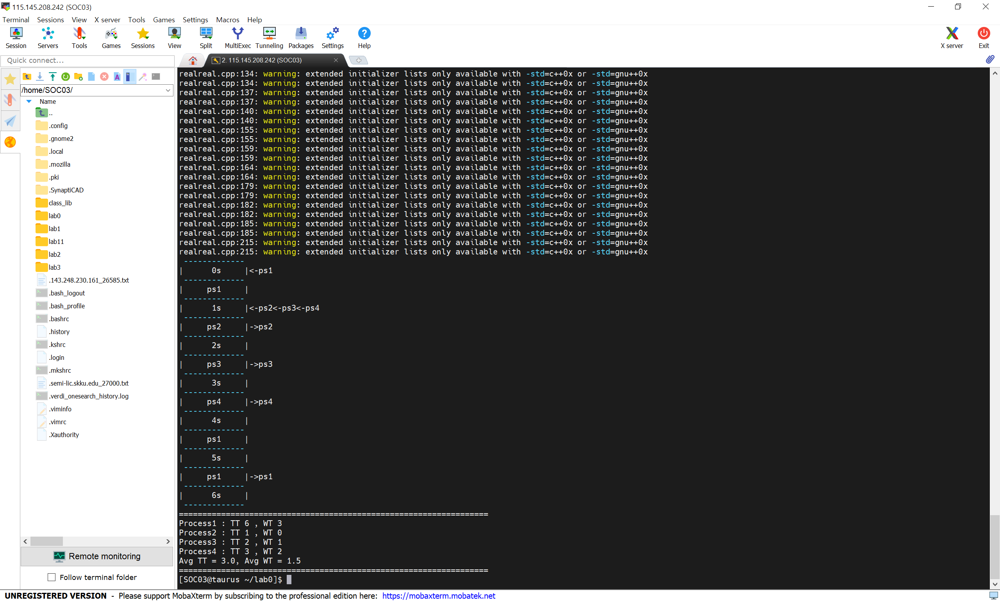 115.145.208.242 (SOC03)
Terminal Sessions View X server Tools Games Settings Macros Help
Session Servers Tools Games Sessions View Split MultiExec Tunneling Packages Settings Help X server Exit
Quick connect...
2. 115.145.208.242 (SOC03)
/home/SOC03/
Name
..
.config
.gnome2
.local
.mozilla
.pki
.SynaptiCAD
class_lib
lab0
lab1
lab11
lab2
lab3
.143.248.230.161_26585.txt
.bash_logout
.bash_profile
.bashrc
.history
.kshrc
.login
.mkshrc
.semi-lic.skku.edu_27000.txt
.verdi_onesearch_history.log
.viminfo
.vimrc
.Xauthority
Remote monitoring
Follow terminal folder
realreal.cpp:134: warning: extended initializer lists only available with -std=c++0x or -std=gnu++0x
realreal.cpp:134: warning: extended initializer lists only available with -std=c++0x or -std=gnu++0x
realreal.cpp:137: warning: extended initializer lists only available with -std=c++0x or -std=gnu++0x
realreal.cpp:137: warning: extended initializer lists only available with -std=c++0x or -std=gnu++0x
realreal.cpp:140: warning: extended initializer lists only available with -std=c++0x or -std=gnu++0x
realreal.cpp:140: warning: extended initializer lists only available with -std=c++0x or -std=gnu++0x
realreal.cpp:155: warning: extended initializer lists only available with -std=c++0x or -std=gnu++0x
realreal.cpp:155: warning: extended initializer lists only available with -std=c++0x or -std=gnu++0x
realreal.cpp:159: warning: extended initializer lists only available with -std=c++0x or -std=gnu++0x
realreal.cpp:159: warning: extended initializer lists only available with -std=c++0x or -std=gnu++0x
realreal.cpp:164: warning: extended initializer lists only available with -std=c++0x or -std=gnu++0x
realreal.cpp:164: warning: extended initializer lists only available with -std=c++0x or -std=gnu++0x
realreal.cpp:179: warning: extended initializer lists only available with -std=c++0x or -std=gnu++0x
realreal.cpp:179: warning: extended initializer lists only available with -std=c++0x or -std=gnu++0x
realreal.cpp:182: warning: extended initializer lists only available with -std=c++0x or -std=gnu++0x
realreal.cpp:182: warning: extended initializer lists only available with -std=c++0x or -std=gnu++0x
realreal.cpp:185: warning: extended initializer lists only available with -std=c++0x or -std=gnu++0x
realreal.cpp:185: warning: extended initializer lists only available with -std=c++0x or -std=gnu++0x
realreal.cpp:215: warning: extended initializer lists only available with -std=c++0x or -std=gnu++0x
realreal.cpp:215: warning: extended initializer lists only available with -std=c++0x or -std=gnu++0x
-------------
| 0s |<-ps1
-------------
| ps1 |
-------------
| 1s |<-ps2<-ps3<-ps4
-------------
| ps2 |->ps2
-------------
| 2s |
-------------
| ps3 |->ps3
-------------
| 3s |
-------------
| ps4 |->ps4
-------------
| 4s |
-------------
| ps1 |
-------------
| 5s |
-------------
| ps1 |->ps1
-------------
| 6s |
-------------
==================================================================
Process1 : TT 6 , WT 3
Process2 : TT 1 , WT 0
Process3 : TT 2 , WT 1
Process4 : TT 3 , WT 2
Avg TT = 3.0, Avg WT = 1.5
==================================================================
[SOC03@taurus ~/lab0]$
UNREGISTERED VERSION - Please support MobaXterm by subscribing to the professional edition here: https://mobaxterm.mobatek.net